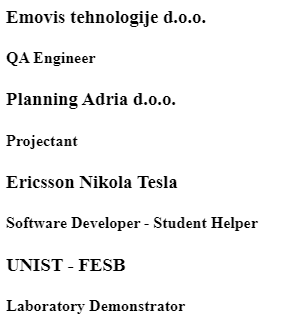 Emovis tehnologije d.o.o.
QA Engineer
Planning Adria d.o.o.
Projectant
Ericsson Nikola Tesla
Software Developer - Student Helper
UNIST - FESB
Laboratory Demonstrator